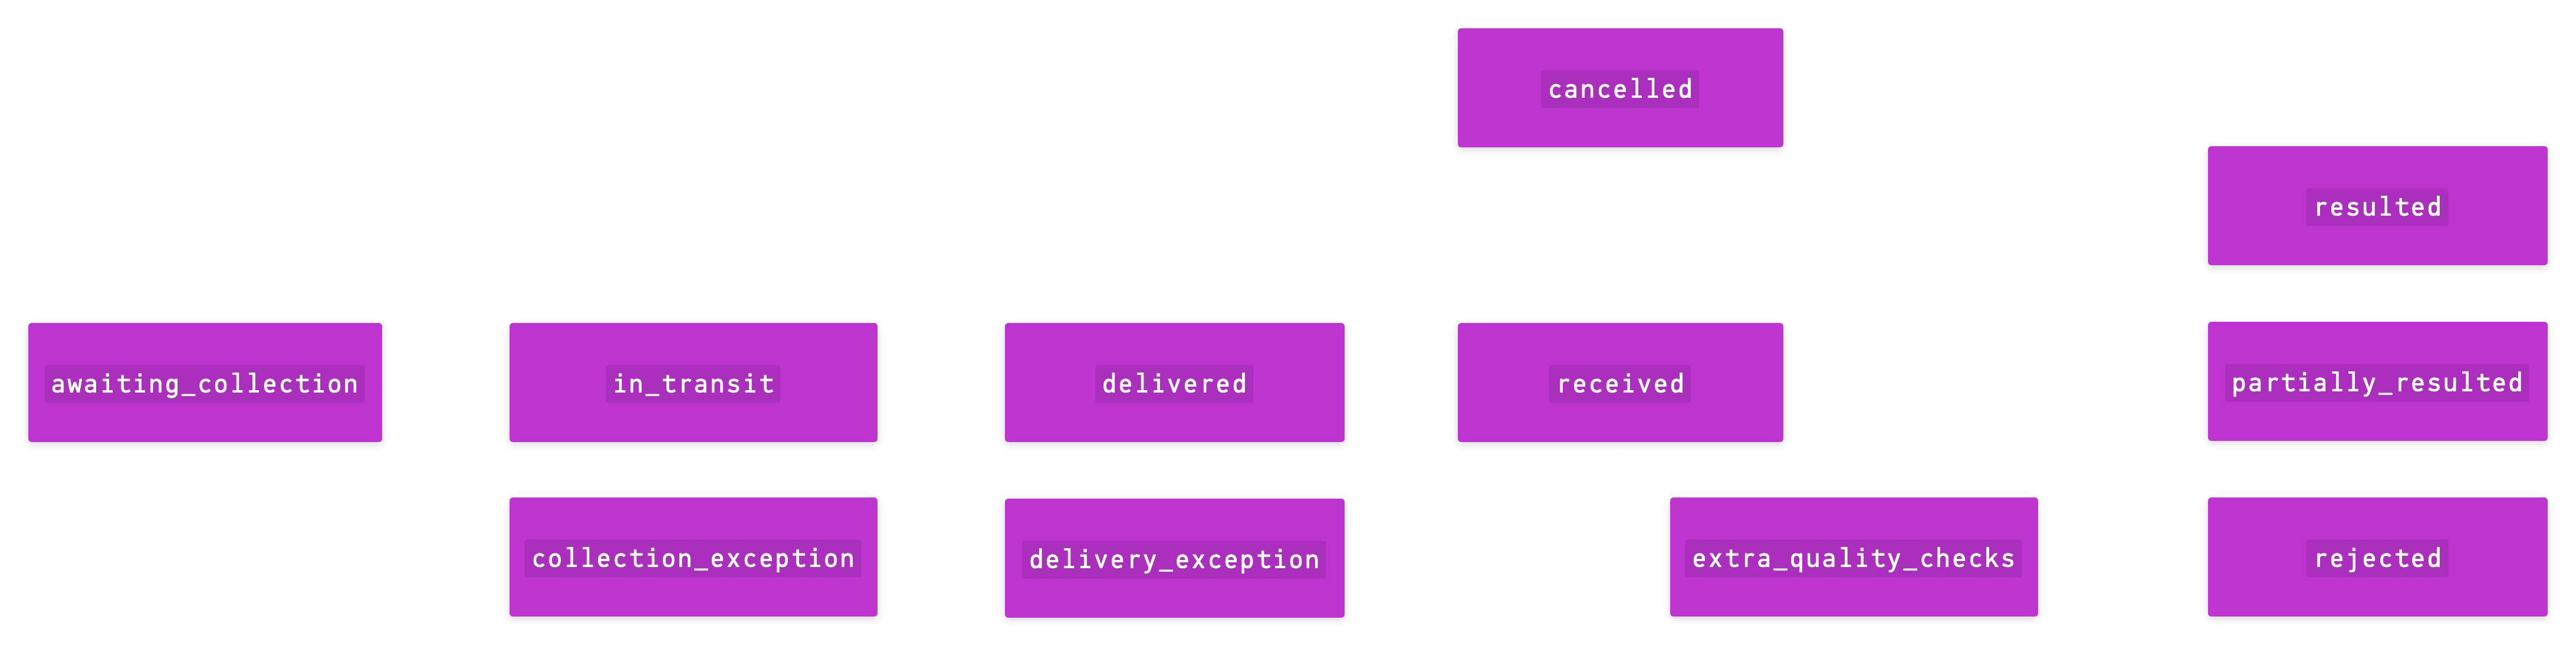 cancelled
resulted
awaiting_collection
in_transit
delivered
received
partially_resulted
collection_exception
delivery_exception
extra_quality_checks
rejected